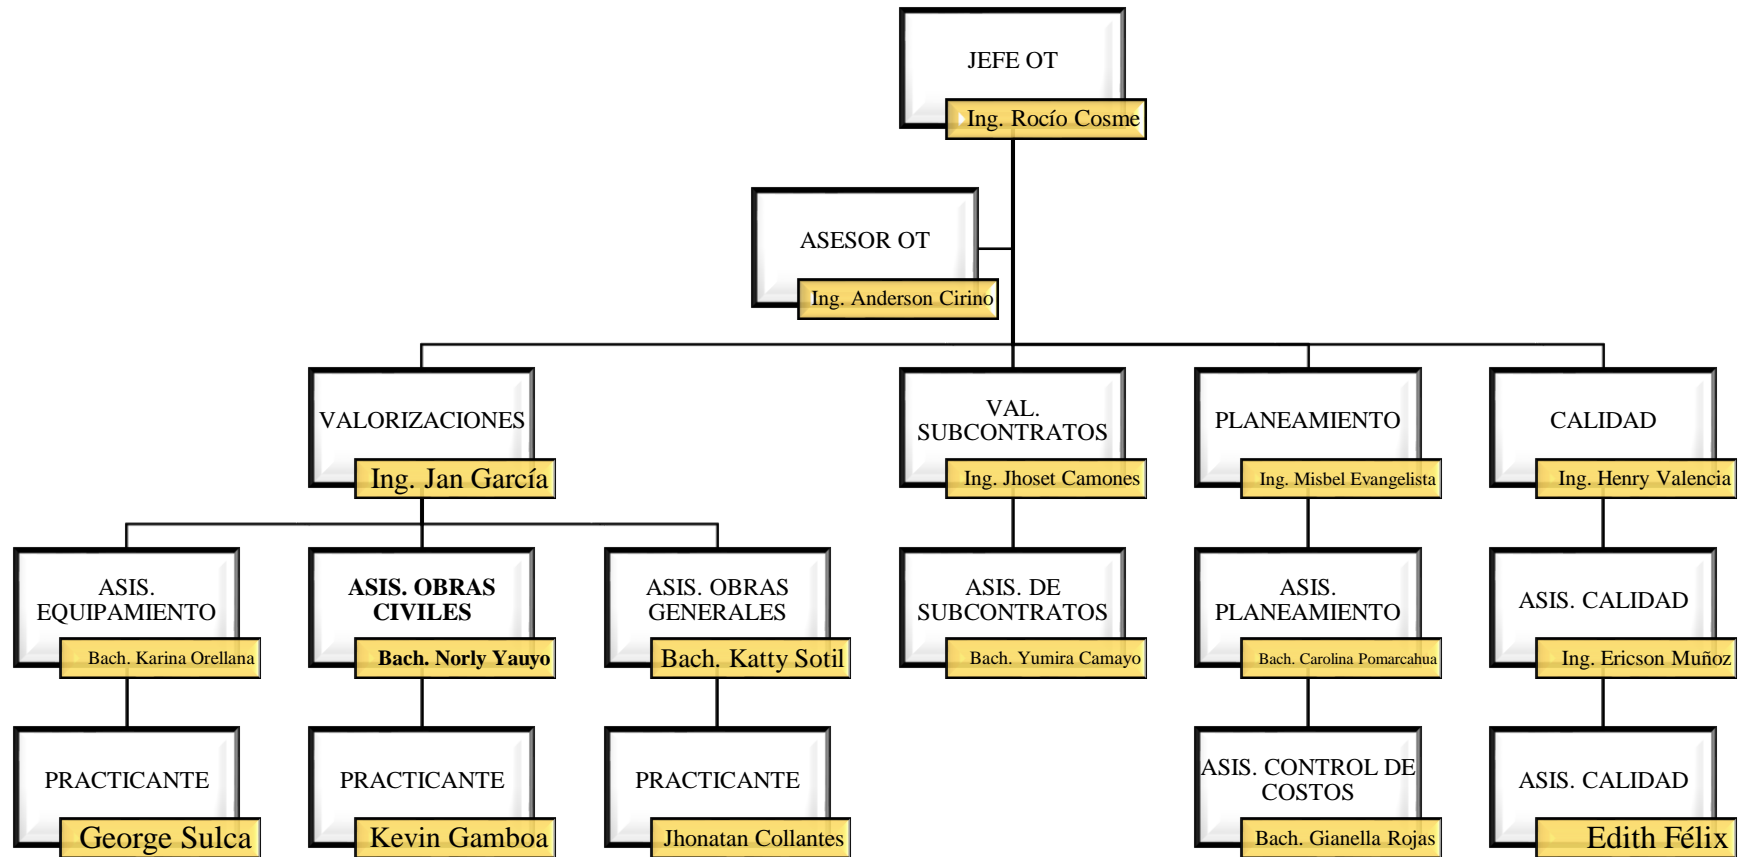 JEFE OT
Ing. Rocío Cosme
ASESOR OT
Ing. Anderson Cirino
VALORIZACIONES
Ing. Jan García
VAL.
SUBCONTRATOS
Ing. Jhoset Camones
PLANEAMIENTO
Ing. Misbel Evangelista
CALIDAD
Ing. Henry Valencia
ASIS.
EQUIPAMIENTO
Bach. Karina Orellana
ASIS. OBRAS
CIVILES
Bach. Norly Yauyo
ASIS. OBRAS
GENERALES
Bach. Katty Sotil
ASIS. DE
SUBCONTRATOS
Bach. Yumira Camayo
ASIS.
PLANEAMIENTO
Bach. Carolina Pomarcahua
ASIS. CALIDAD
Ing. Ericson Muñoz
PRACTICANTE
George Sulca
PRACTICANTE
Kevin Gamboa
PRACTICANTE
Jhonatan Collantes
ASIS. CONTROL DE
COSTOS
Bach. Gianella Rojas
ASIS. CALIDAD
Edith Félix